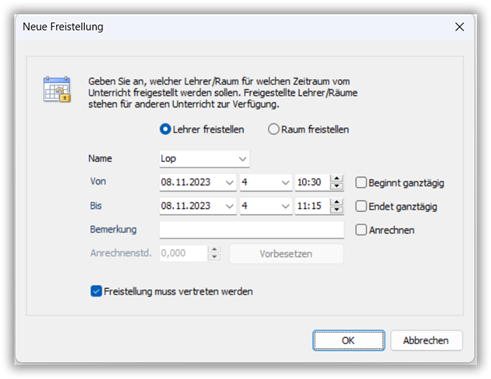 Neue Freistellung
Geben Sie an, welcher Lehrer/Raum für welchen Zeitraum vom
Unterricht freigestellt werden sollen. Freigestellte Lehrer/Räume
stehen für anderen Unterricht zur Verfügung.
Lehrer freistellen Raum freistellen
Name Lop
Von 08.11.2023 4 10:30 Beginnt ganztägig
Bis 08.11.2023 4 11:15 Endet ganztägig
Bemerkung Anrechnen
Anrechnenstd. 0,000 Vorbesetzen
Freistellung muss vertreten werden
OK Abbrechen